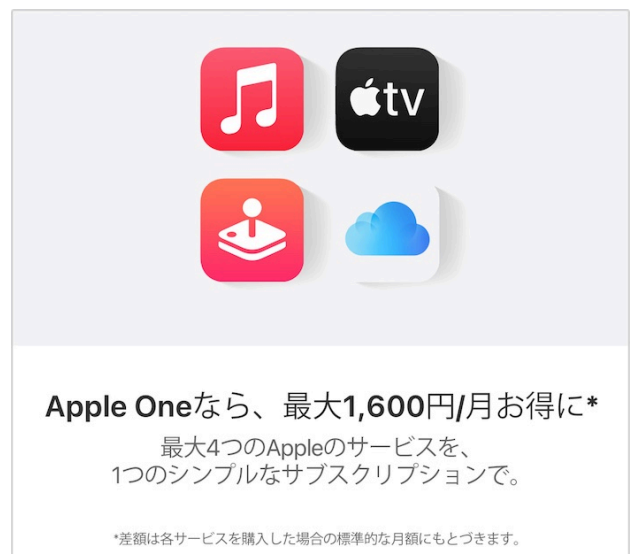 tv
Apple Oneなら、最大1,600円/月お得に*
最大4つのAppleのサービスを、
1つのシンプルなサブスクリプションで。
*差額は各サービスを購入した場合の標準的な月額にもとづきます。